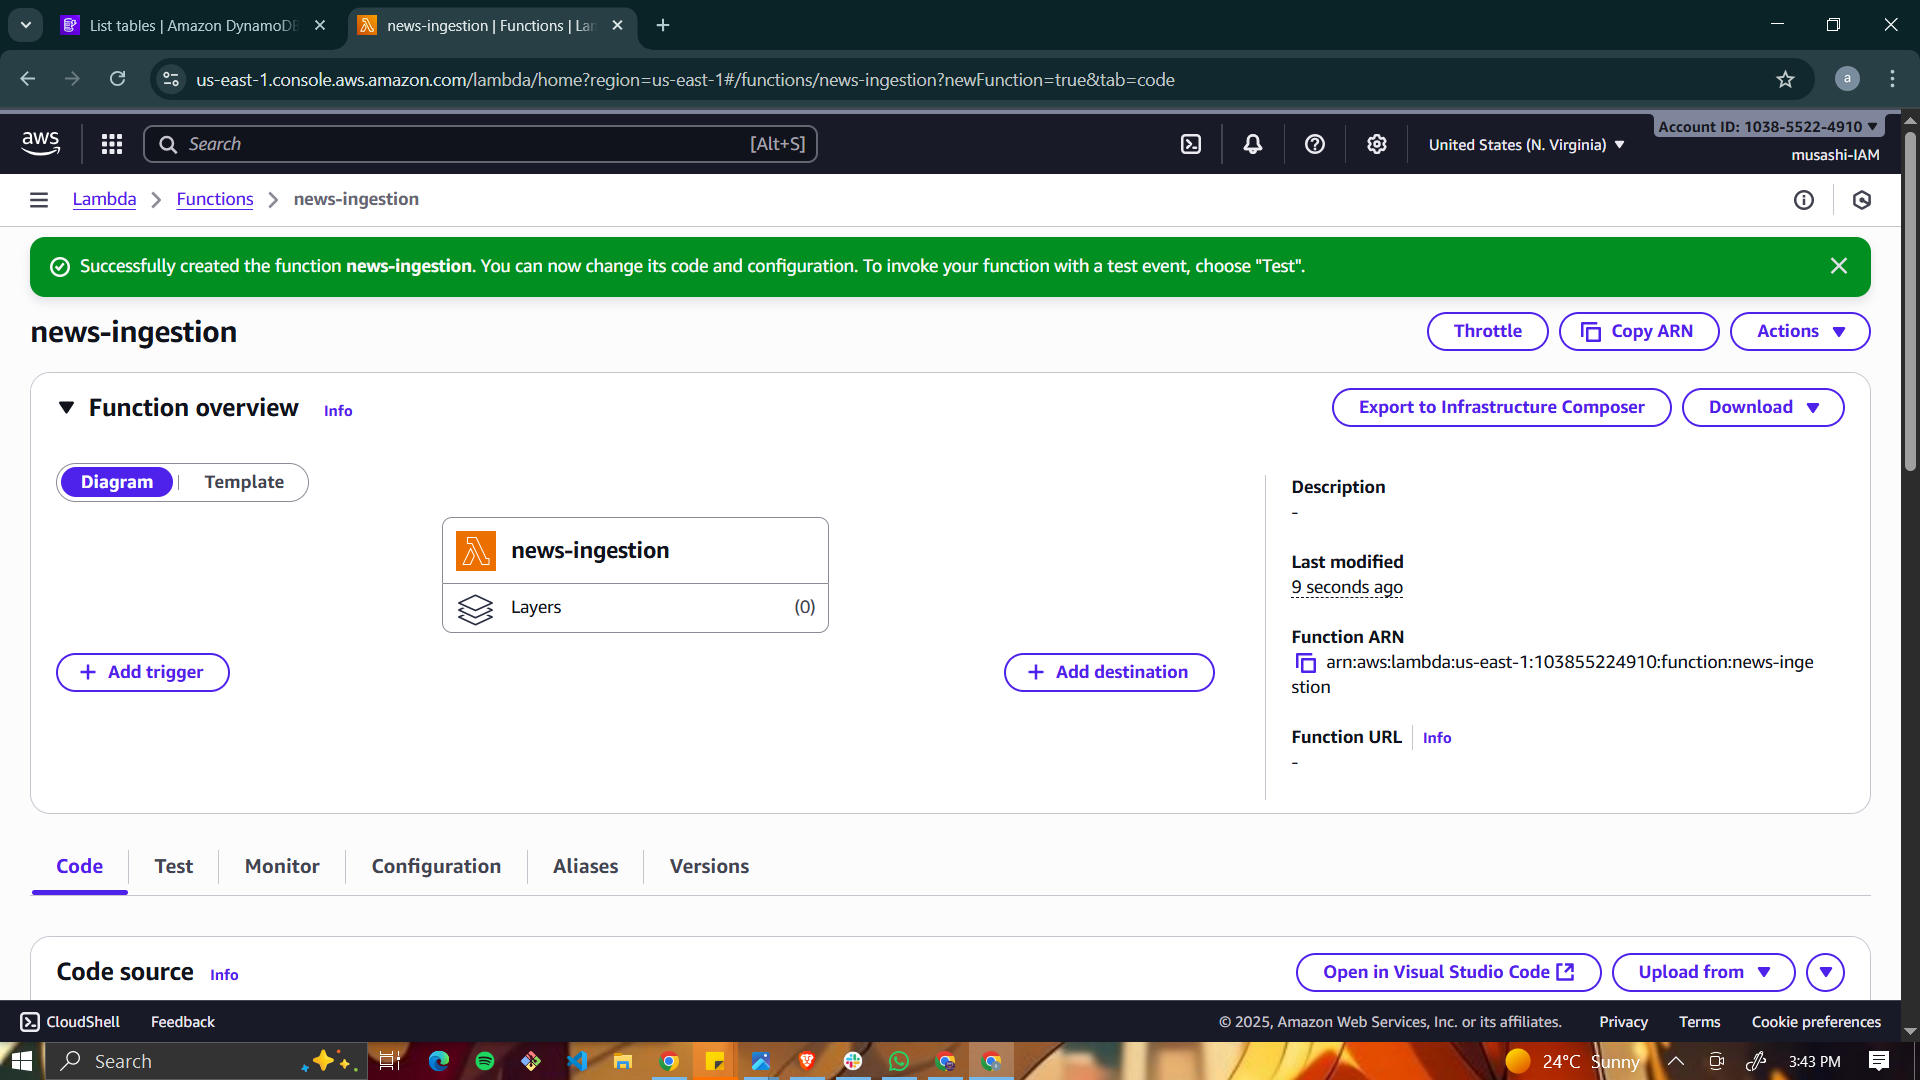 List tables | Amazon DynamoDB
news-ingestion | Functions | Lam
us-east-1.console.aws.amazon.com/lambda/home?region=us-east-1#/functions/news-ingestion?newFunction=true&tab=code
a
aws
Search
[Alt+S]
United States (N. Virginia)
Account ID: 1038-5522-4910
musashi-IAM
Lambda
Functions
news-ingestion
Successfully created the function news-ingestion. You can now change its code and configuration. To invoke your function with a test event, choose "Test".
news-ingestion
Throttle
Copy ARN
Actions
Function overview
Info
Export to Infrastructure Composer
Download
Diagram
Template
news-ingestion
Layers
(0)
Add trigger
Add destination
Description
-
Last modified
9 seconds ago
Function ARN
arn:aws:lambda:us-east-1:103855224910:function:news-inge
stion
Function URL
Info
-
Code
Test
Monitor
Configuration
Aliases
Versions
Code source
Info
Open in Visual Studio Code
Upload from
CloudShell
Feedback
© 2025, Amazon Web Services, Inc. or its affiliates.
Privacy
Terms
Cookie preferences
Search
24°C Sunny
3:43 PM